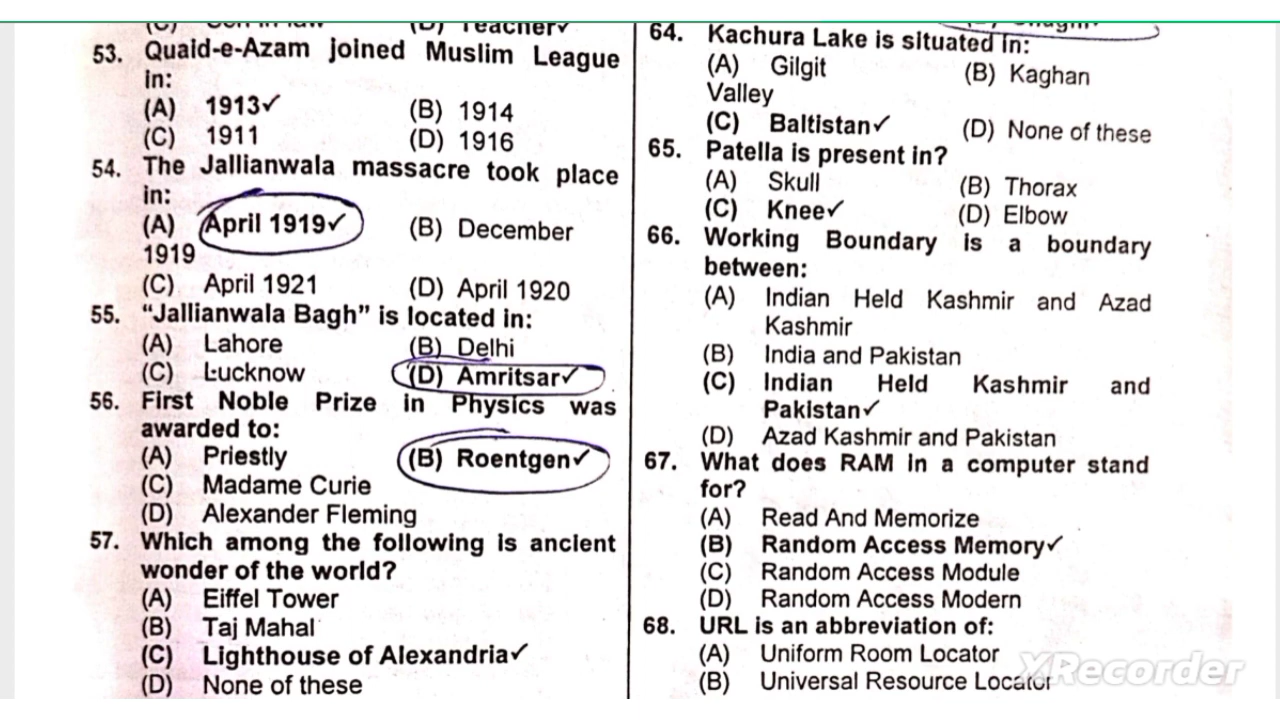 (D) Teacher✓
53. Quaid-e-Azam joined Muslim League
in:
(A) 1913✓ (B) 1914
(C) 1911 (D) 1916
54. The Jallianwala massacre took place
in:
(A) April 1919✓ (B) December
1919
(C) April 1921 (D) April 1920
55. "Jallianwala Bagh" is located in:
(A) Lahore (B) Delhi
(C) Lucknow (D) Amritsar✓
56. First Noble Prize in Physics was
awarded to:
(A) Priestly (B) Roentgen✓
(C) Madame Curie
(D) Alexander Fleming
57. Which among the following is ancient
wonder of the world?
(A) Eiffel Tower
(B) Taj Mahal
(C) Lighthouse of Alexandria✓
(D) None of these
64. Kachura Lake is situated in:
(A) Gilgit (B) Kaghan
Valley
(C) Baltistan✓ (D) None of these
65. Patella is present in?
(A) Skull (B) Thorax
(C) Knee✓ (D) Elbow
66. Working Boundary is a boundary
between:
(A) Indian Held Kashmir and Azad
Kashmir
(B) India and Pakistan
(C) Indian Held Kashmir and
Pakistan✓
(D) Azad Kashmir and Pakistan
67. What does RAM in a computer stand
for?
(A) Read And Memorize
(B) Random Access Memory✓
(C) Random Access Module
(D) Random Access Modern
68. URL is an abbreviation of:
(A) Uniform Room Locator
(B) Universal Resource Locator
XRecorder